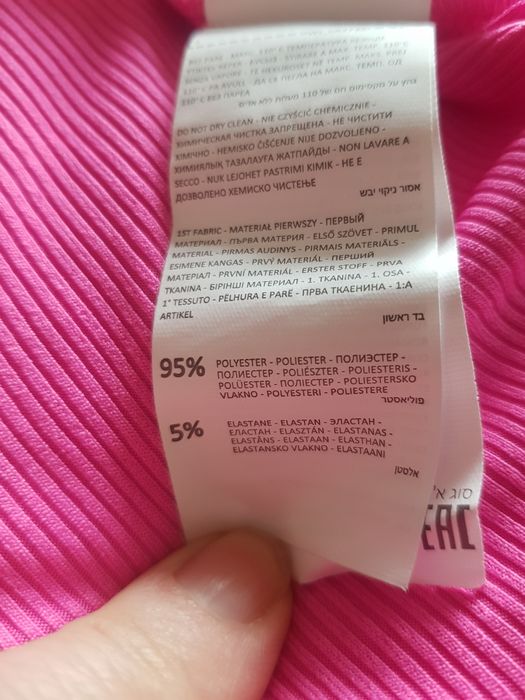 110°C
DO NOT DRY CLEAN - NIE CZYŚCIĆ CHEMICZNIE -
ХИМИЧЕСКАЯ ЧИСТКА ЗАПРЕЩЕНА - НЕ ЧИСТИТИ
ХІМІЧНО - HEMISKO ČIŠĆENJE NIJE DOZVOLJENO -
ХИМИЯЛЫҚ ТАЗАЛАУҒА ЖАТПАЙДЫ - NON LAVARE A
SECCO - NUK LEJOHET PASTRIMI KIMIK - НЕ Е
ДОЗВОЛЕНО ХЕМИСКО ЧИСТЕЊЕ
אסור ניקוי יבש
1ST FABRIC - MATERIAŁ PIERWSZY - ПЕРВЫЙ
МАТЕРИАЛ - ПЪРВА МАТЕРИЯ - ELSŐ SZÖVET - PRIMUL
MATERIAL - PIRMAS AUDINYS - PIRMAIS MATERIĀLS -
ESIMENE KANGAS - PRVÝ MATERIÁL - ПЕРШИЙ
МАТЕРІАЛ - PRVNÍ MATERIÁL - ERSTER STOFF - PRVA
TKANINA - БІРІНШІ МАТЕРИАЛ - 1. TKANINA - 1. OSA -
1° TESSUTO - PËLHURA E PARË - ПРВА ТКАЕНИНА - 1:A
ARTIKEL
בד ראשון
95% POLYESTER - POLIESTER - ПОЛИЭСТЕР -
ПОЛИЕСТЕР - POLIÉSZTER - POLIESTERIS -
POLÜESTER - ПОЛІЕСТЕР - POLIESTERSKO
VLAKNO - POLYESTERI - POLIESTERE
פוליאסטר
5% ELASTANE - ELASTAN - ЭЛАСТАН -
ЕЛАСТАН - ELASZTÁN - ELASTANAS -
ELASTĀNS - ELASTAAN - ELASTHAN -
ELASTANSKO VLAKNO - ELASTAANI
אלסטן
סוג א'
EAC